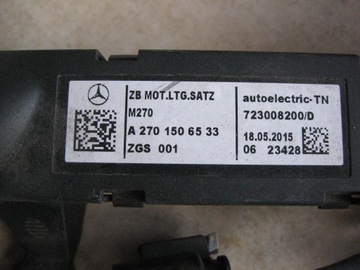 ZB MOT.LTG.SATZ
M270
A 270 150 65 33
ZGS 001
autoelectric-TN
723008200/D
18.05.2015
06 23428